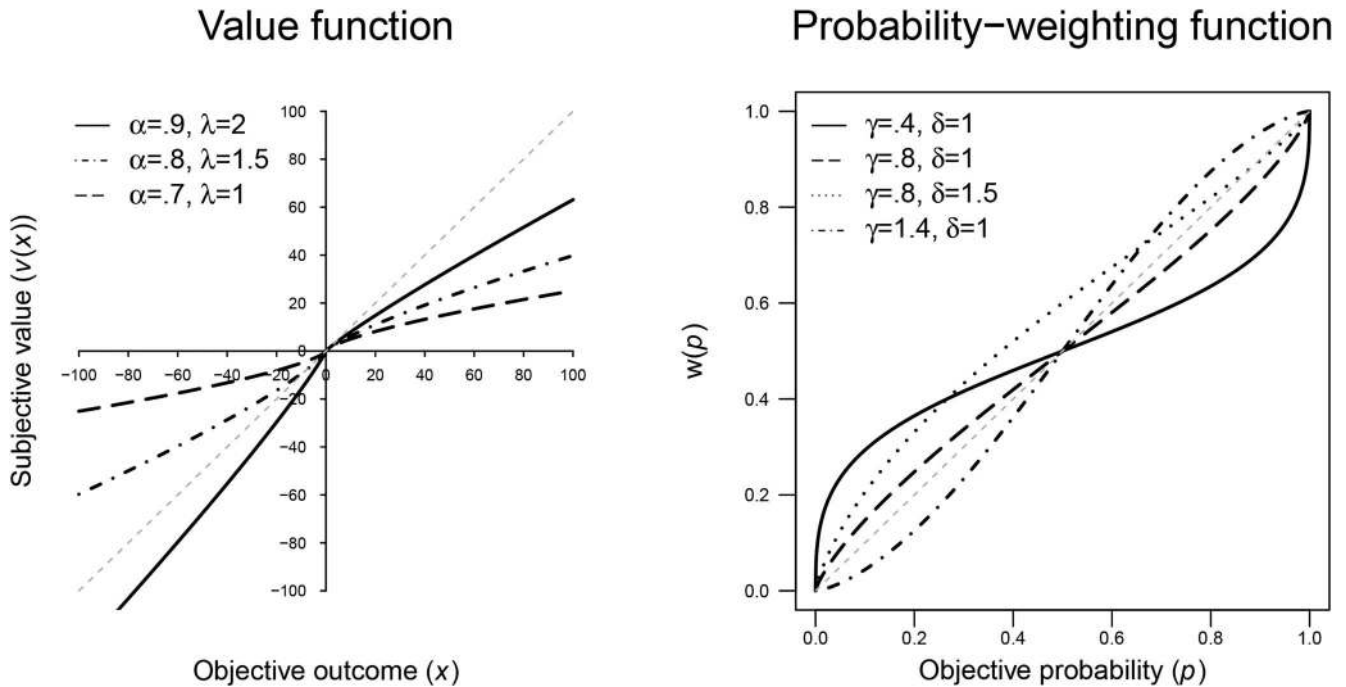 Value function
Probability−weighting function
α=.9, λ=2
α=.8, λ=1.5
α=.7, λ=1
Subjective value (v(x))
100
80
60
40
20
0
−20
−40
−60
−80
−100
−100 −80 −60 −40 −20 0 20 40 60 80 100
Objective outcome (x)
γ=.4, δ=1
γ=.8, δ=1
γ=.8, δ=1.5
γ=1.4, δ=1
w(p)
1.0
0.8
0.6
0.4
0.2
0.0
0.0 0.2 0.4 0.6 0.8 1.0
Objective probability (p)